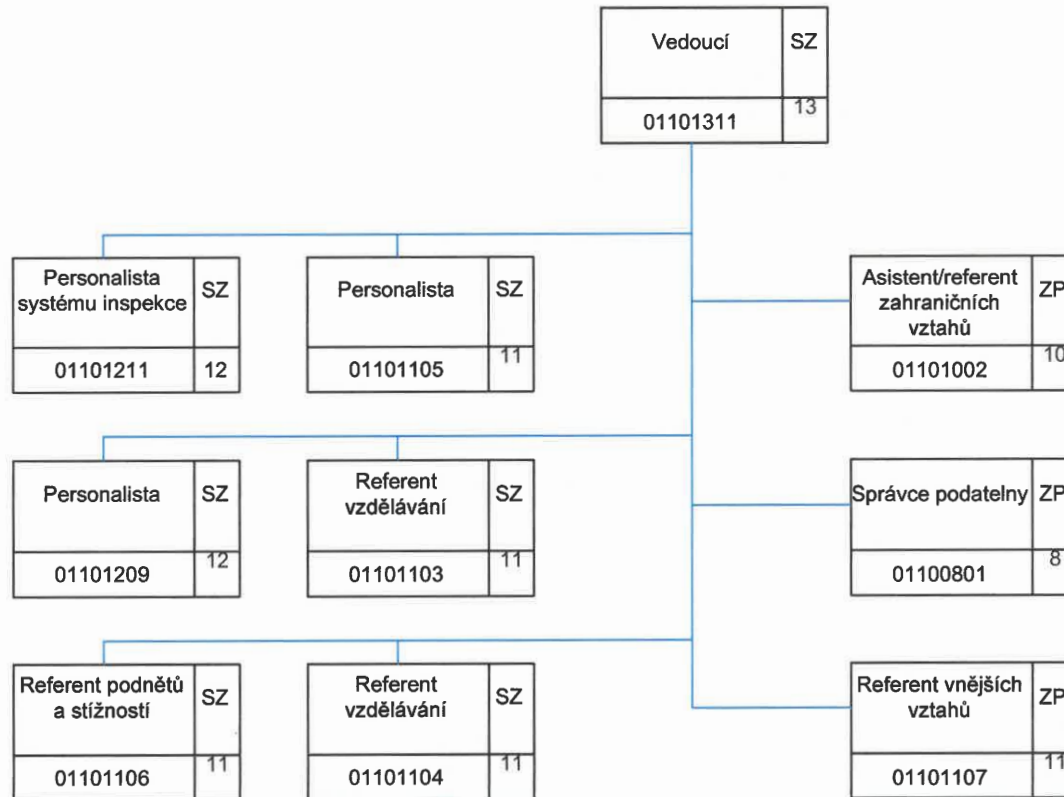 Vedoucí SZ
01101311 13
Personalista
systému inspekce SZ
01101211 12
Personalista SZ
01101105 11
Asistent/referent
zahraničních
vztahů ZP
01101002 10
Personalista SZ
01101209 12
Referent
vzdělávání SZ
01101103 11
Správce podatelny ZP
01100801 8
Referent podnětů
a stížností SZ
01101106 11
Referent
vzdělávání SZ
01101104 11
Referent vnějších
vztahů ZP
01101107 11